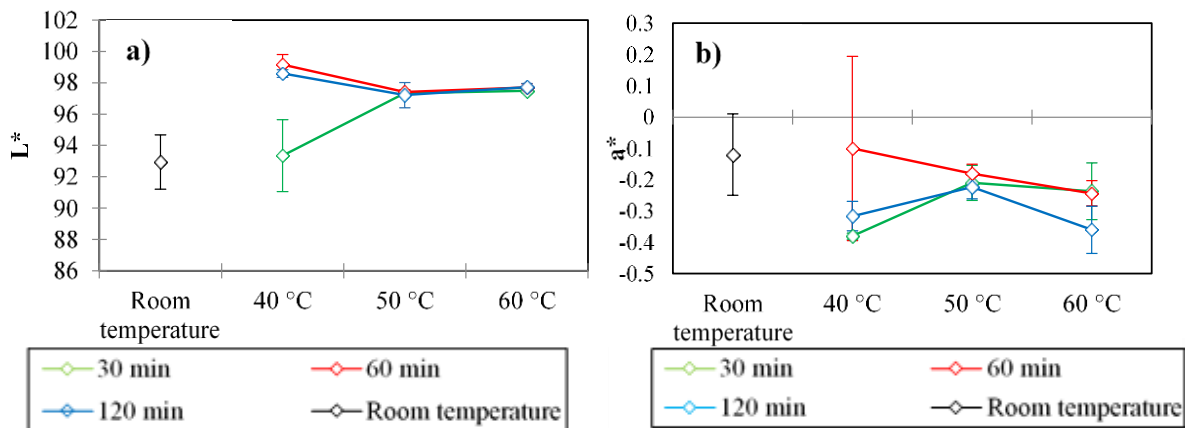 a)
L*
102
100
98
96
94
92
90
88
86
Room temperature
40 °C
50 °C
60 °C
30 min
60 min
120 min
Room temperature
b)
a*
0.3
0.2
0.1
0
-0.1
-0.2
-0.3
-0.4
-0.5
Room temperature
40 °C
50 °C
60 °C
30 min
60 min
120 min
Room temperature